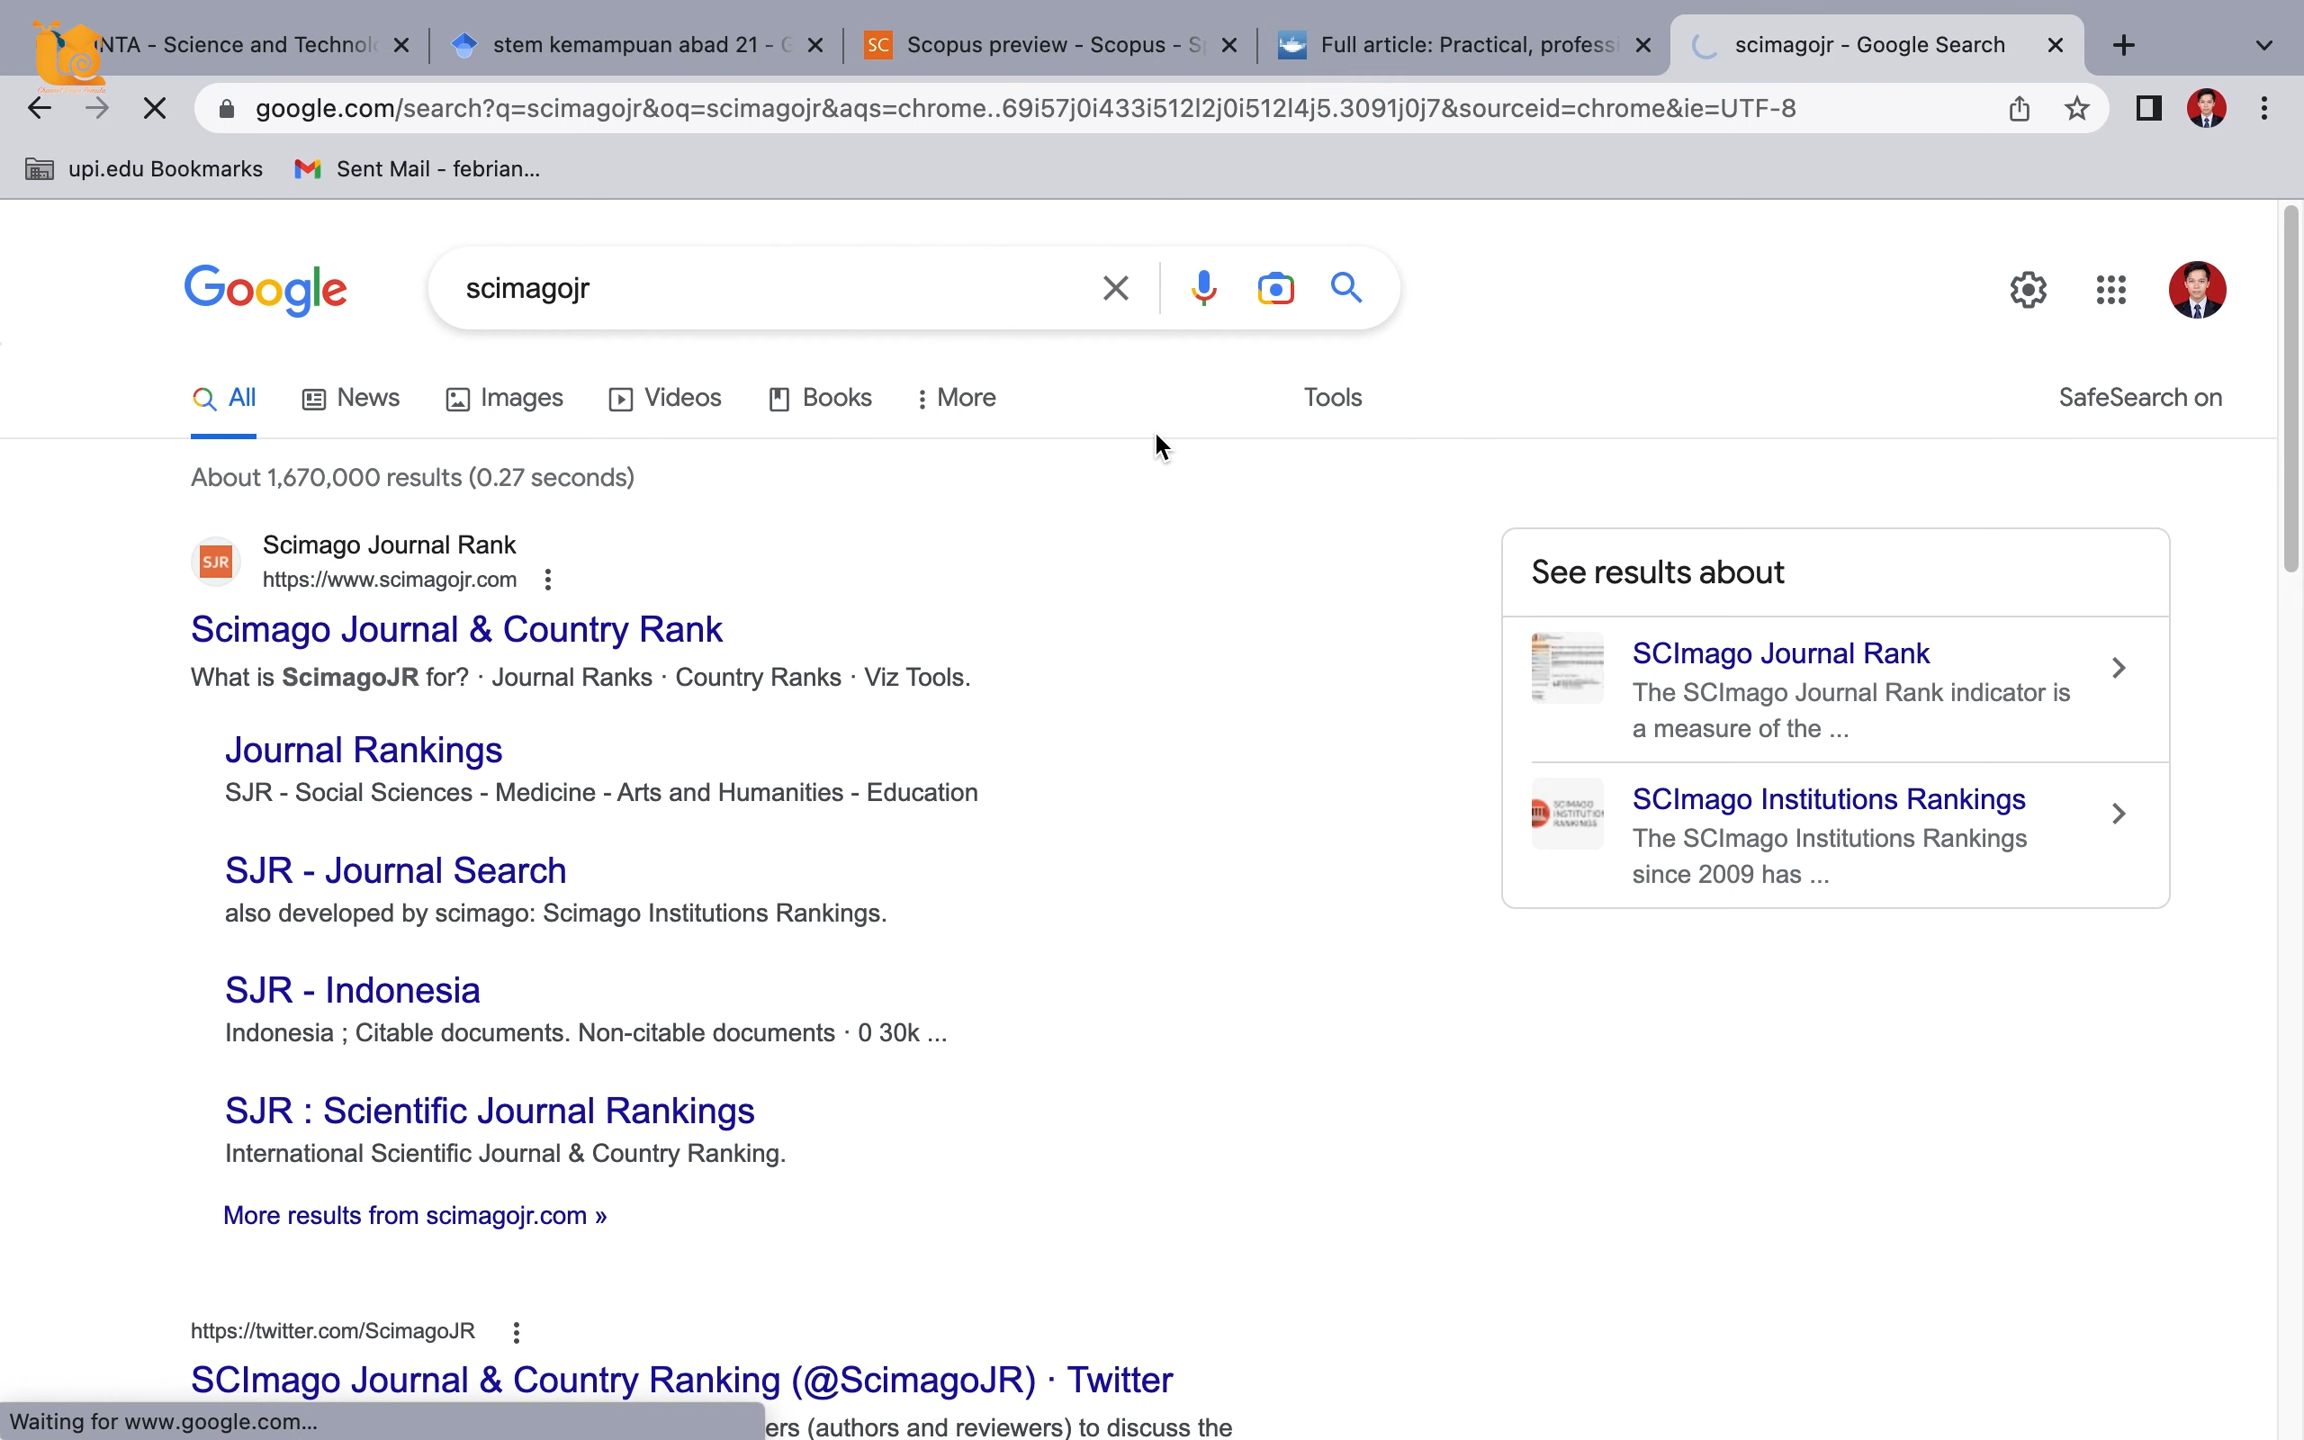 NTA - Science and Technol
stem kemampuan abad 21 - G
SC
Scopus preview - Scopus - S
Full article: Practical, profess
scimagojr - Google Search
google.com/search?q=scimagojr&oq=scimagojr&aqs=chrome..69i57j0i433i512l2j0i512l4j5.3091j0j7&sourceid=chrome&ie=UTF-8
upi.edu Bookmarks
Sent Mail - febrian...
Google
scimagojr
All
News
Images
Videos
Books
More
Tools
SafeSearch on
About 1,670,000 results (0.27 seconds)
SJR
Scimago Journal Rank
https://www.scimagojr.com
Scimago Journal & Country Rank
What is ScimagoJR for? · Journal Ranks · Country Ranks · Viz Tools.
Journal Rankings
SJR - Social Sciences - Medicine - Arts and Humanities - Education
SJR - Journal Search
also developed by scimago: Scimago Institutions Rankings.
SJR - Indonesia
Indonesia ; Citable documents. Non-citable documents · 0 30k ...
SJR : Scientific Journal Rankings
International Scientific Journal & Country Ranking.
More results from scimagojr.com »
https://twitter.com/ScimagoJR
SCImago Journal & Country Ranking (@ScimagoJR) · Twitter
ers (authors and reviewers) to discuss the
See results about
SCImago Journal Rank
The SCImago Journal Rank indicator is
a measure of the ...
SCIMAGO
INSTITUTION
RANKINGS
SCImago Institutions Rankings
The SCImago Institutions Rankings
since 2009 has ...
Waiting for www.google.com...